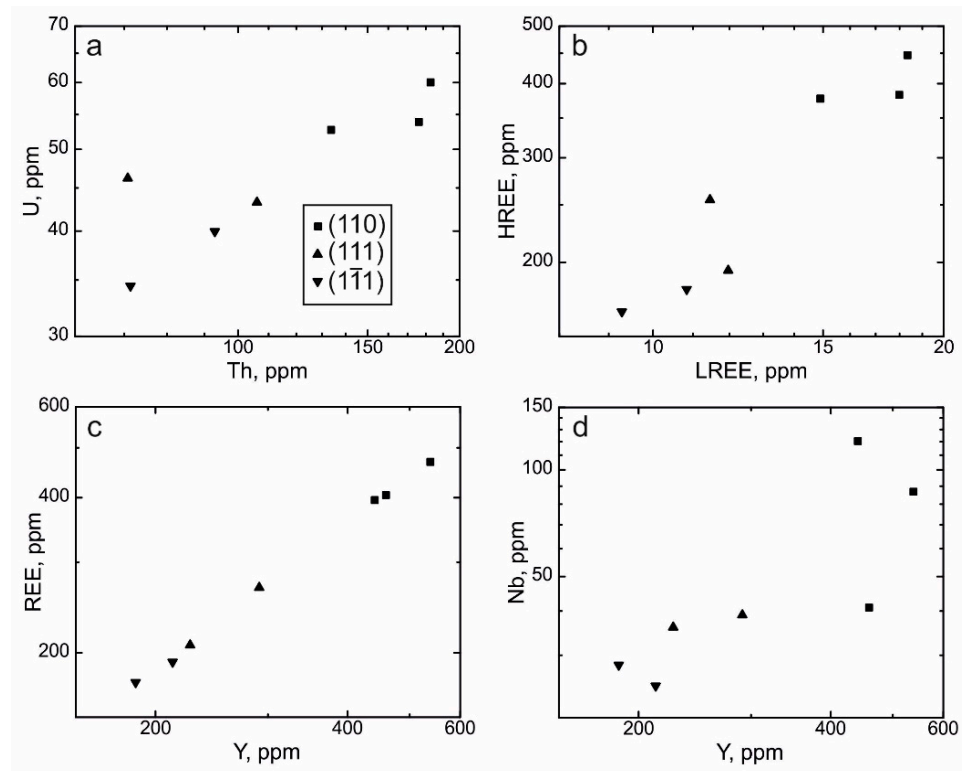 a
70
60
50
40
30
U, ppm
100
150
200
Th, ppm
(110)
(111)
(11̄1)
b
500
400
300
200
HREE, ppm
10
15
20
LREE, ppm
c
600
400
200
REE, ppm
200
400
600
Y, ppm
d
150
100
50
Nb, ppm
200
400
600
Y, ppm